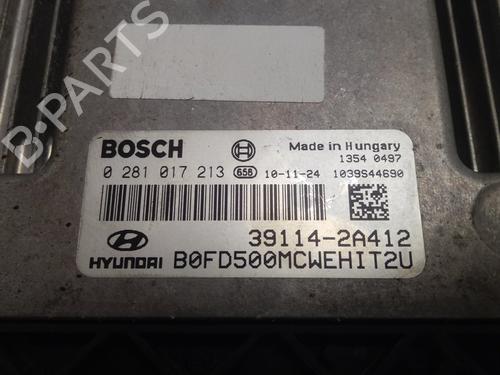 B-PARTS
BOSCH
Made in Hungary
1354 0497
0 281 017 213 658 10-11-24 1039S44690
39114-2A412
HYUNDAI B0FD500MCWEHIT2U